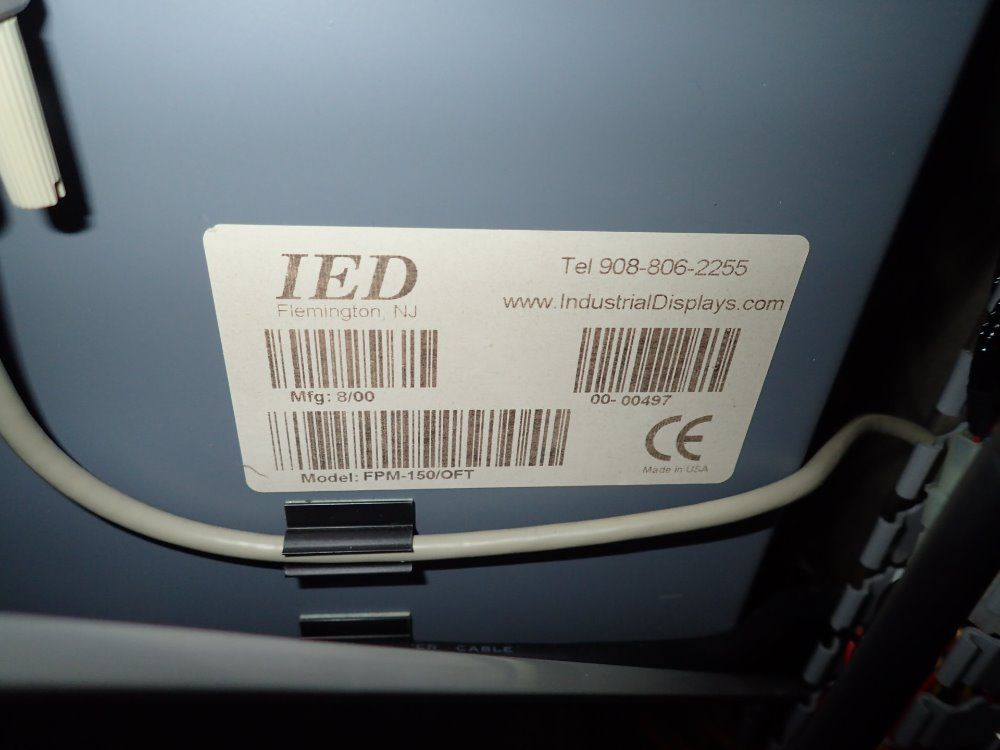 IED
Flemington, NJ
Tel 908-806-2255
www.IndustrialDisplays.com
Mfg: 8/00
00- 00497
Model: FPM-150/OFT
CE
Made in USA
CABLE